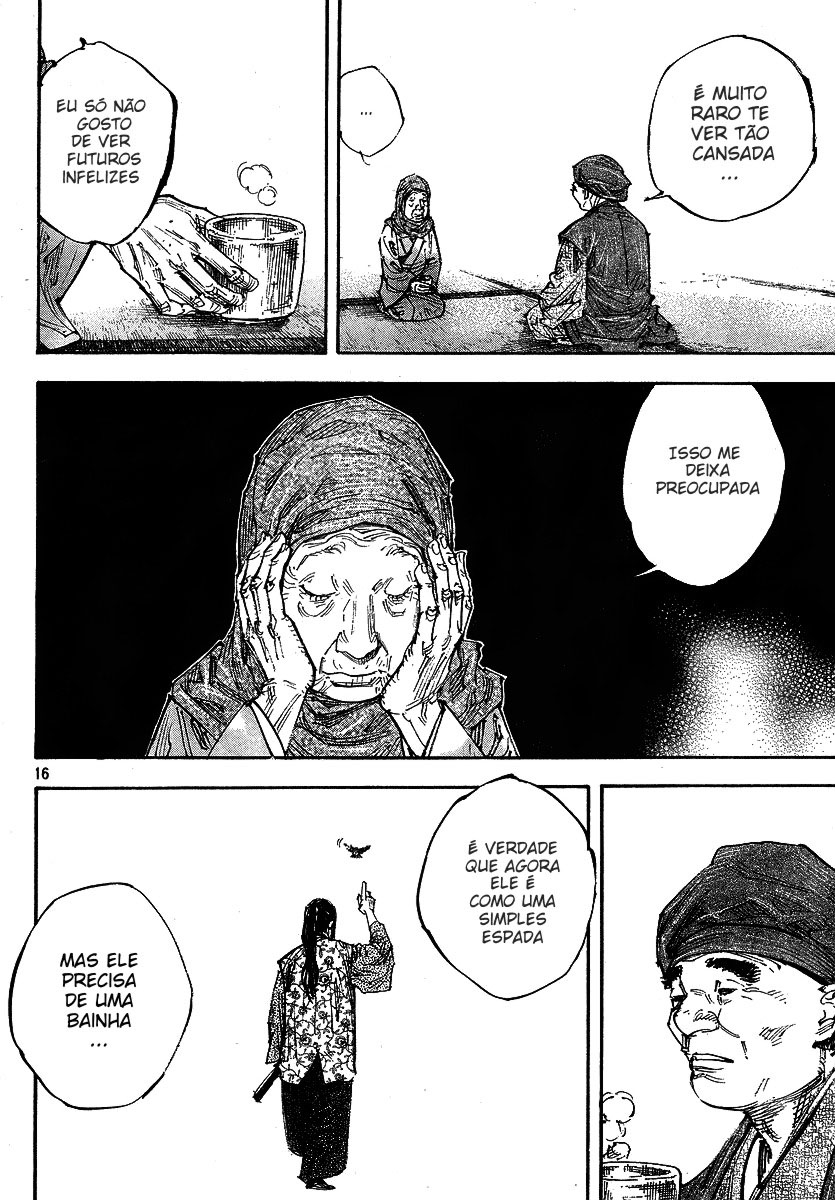 É MUITO
RARO TE
VER TÃO
CANSADA
...
...
EU SÓ NÃO
GOSTO
DE VER
FUTUROS
INFELIZES
ISSO ME
DEIXA
PREOCUPADA
16
É VERDADE
QUE AGORA
ELE É
COMO UMA
SIMPLES
ESPADA
MAS ELE
PRECISA
DE UMA
BAINHA
...